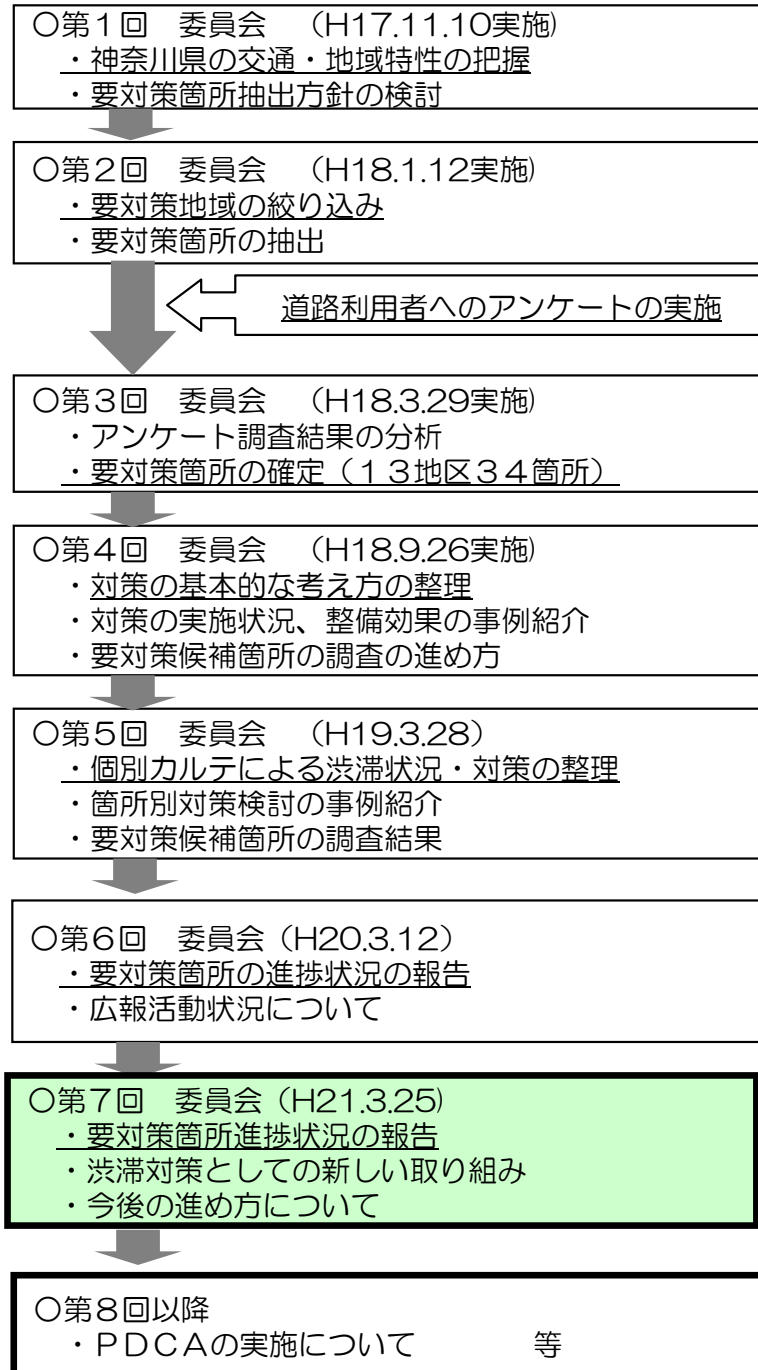 〇第１回　委員会　（H17.11.10実施)
・神奈川県の交通・地域特性の把握
・要対策箇所抽出方針の検討
〇第２回　委員会　（H18.1.12実施)
・要対策地域の絞り込み
・要対策箇所の抽出
道路利用者へのアンケートの実施
〇第３回　委員会　（H18.3.29実施)
・アンケート調査結果の分析
・要対策箇所の確定（１３地区３４箇所）
〇第４回　委員会　（H18.9.26実施)
・対策の基本的な考え方の整理
・対策の実施状況、整備効果の事例紹介
・要対策候補箇所の調査の進め方
〇第５回　委員会　（H19.3.28）
・個別カルテによる渋滞状況・対策の整理
・箇所別対策検討の事例紹介
・要対策候補箇所の調査結果
〇第６回　委員会（H20.3.12）
・要対策箇所の進捗状況の報告
・広報活動状況について
〇第７回　委員会（H21.3.25)
・要対策箇所進捗状況の報告
・渋滞対策としての新しい取り組み
・今後の進め方について
〇第８回以降
・ＰＤＣＡの実施について　　　　等